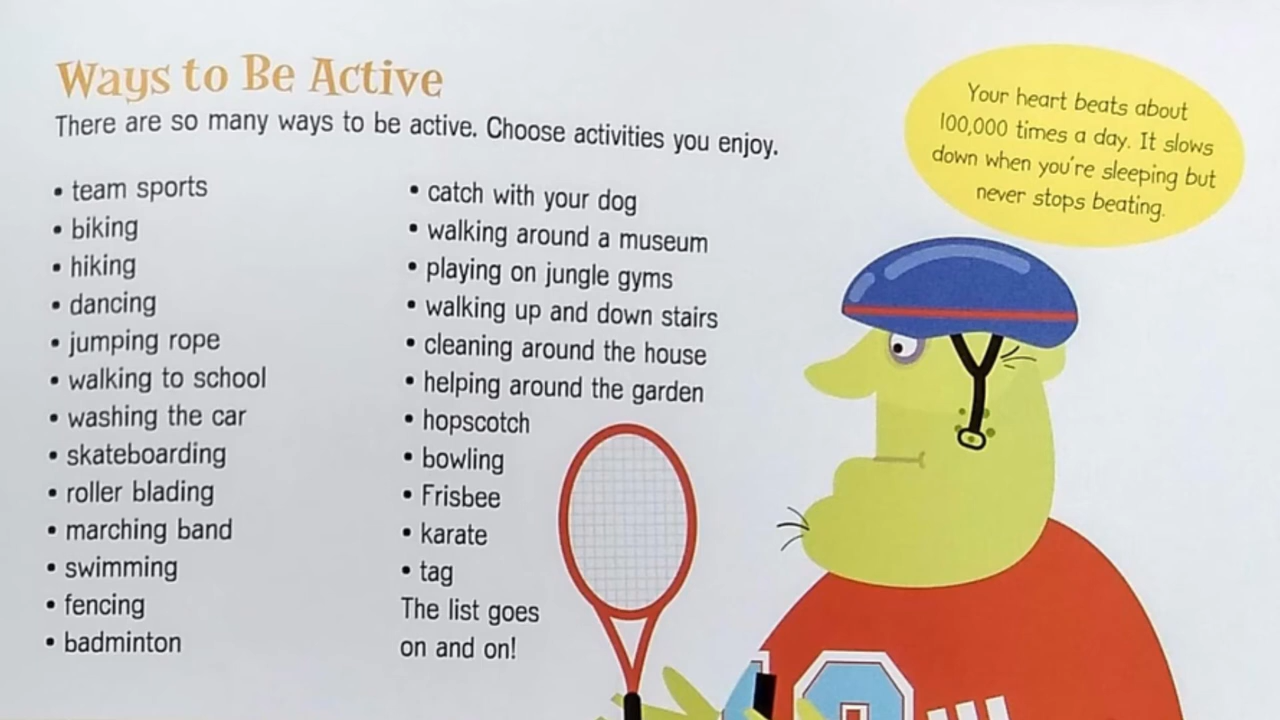 Ways to Be Active
There are so many ways to be active. Choose activities you enjoy.
• team sports
• biking
• hiking
• dancing
• jumping rope
• walking to school
• washing the car
• skateboarding
• roller blading
• marching band
• swimming
• fencing
• badminton
• catch with your dog
• walking around a museum
• playing on jungle gyms
• walking up and down stairs
• cleaning around the house
• helping around the garden
• hopscotch
• bowling
• Frisbee
• karate
• tag
The list goes
on and on!
Your heart beats about
100,000 times a day. It slows
down when you're sleeping but
never stops beating.